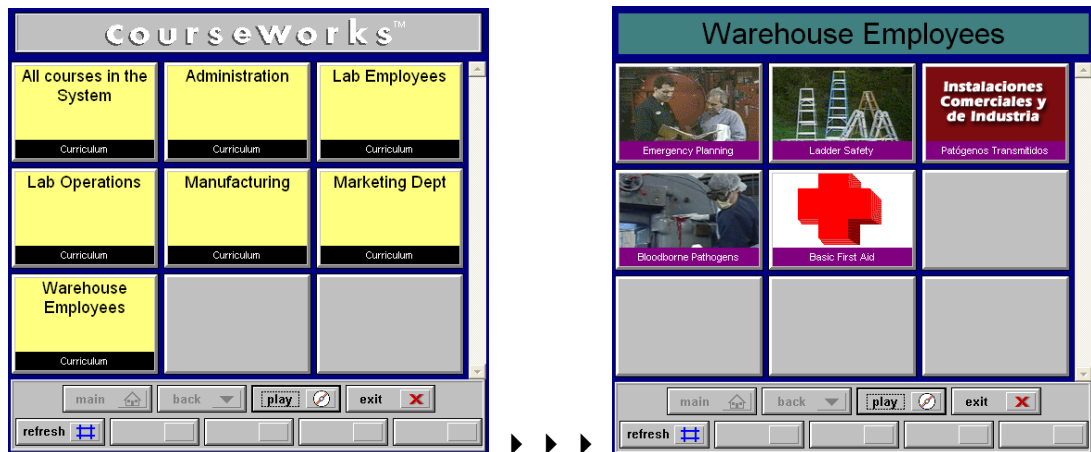 courseworks™
All courses in the
System
Curriculum
Administration
Curriculum
Lab Employees
Curriculum
Lab Operations
Curriculum
Manufacturing
Curriculum
Marketing Dept
Curriculum
Warehouse
Employees
Curriculum
main
back
play
exit
refresh
Warehouse Employees
Emergency Planning
Ladder Safety
Instalaciones
Comerciales y
de Industria
Patógenos Transmitidos
Bloodborne Pathogens
Basic First Aid
main
back
play
exit
refresh